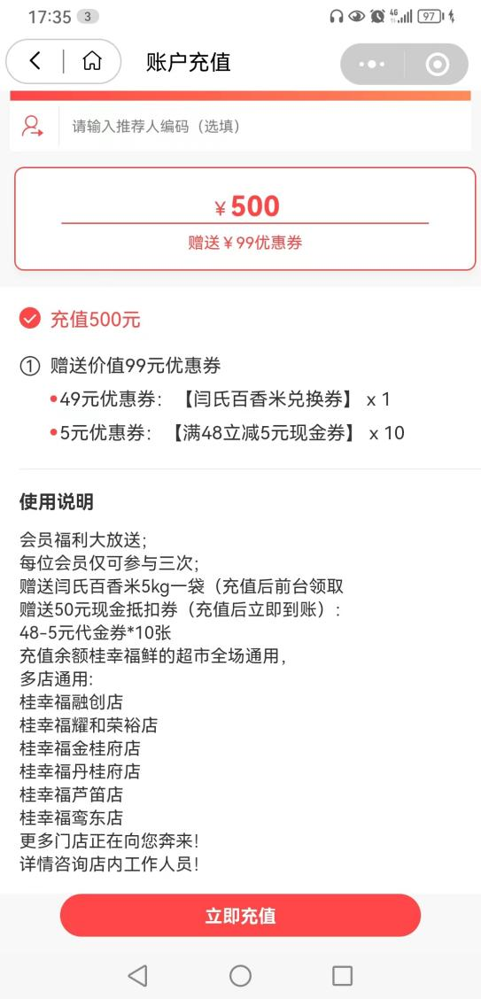 17:35 3 4G 97
账户充值
请输入推荐人编码（选填）
￥500
赠送￥99优惠券
充值500元
① 赠送价值99元优惠券
•49元优惠券：【闫氏百香米兑换券】 x 1
•5元优惠券：【满48立减5元现金券】 x 10
使用说明
会员福利大放送；
每位会员仅可参与三次；
赠送闫氏百香米5kg一袋（充值后前台领取
赠送50元现金抵扣券（充值后立即到账）：
48-5元代金券*10张
充值余额桂幸福鲜的超市全场通用，
多店通用：
桂幸福融创店
桂幸福耀和荣裕店
桂幸福金桂府店
桂幸福丹桂府店
桂幸福芦笛店
桂幸福鸾东店
更多门店正在向您奔来！
详情咨询店内工作人员！
立即充值